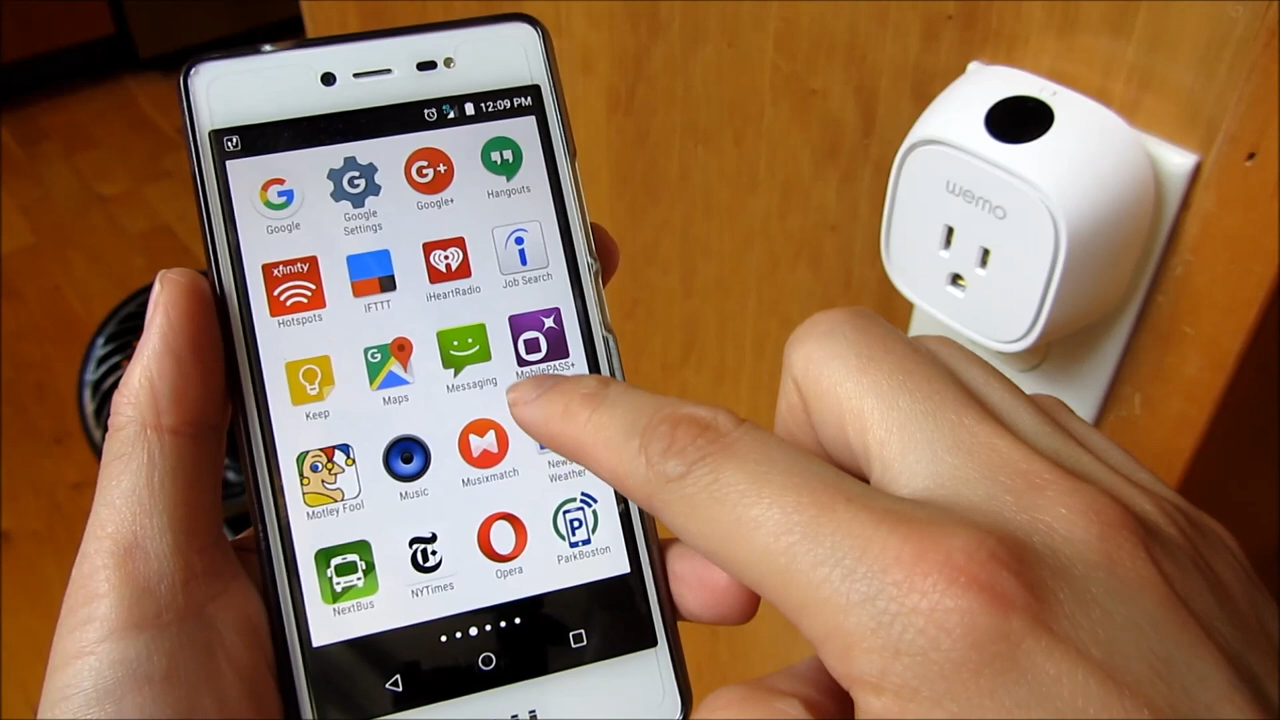 12:09 PM
Google
Google
Settings
Google+
Hangouts
xfinity
Hotspots
IFTTT
iHeartRadio
Job Search
Keep
Maps
Messaging
MobilePASS+
Motley Fool
Music
Musixmatch
News
Weather
NextBus
NYTimes
Opera
ParkBoston
wemo